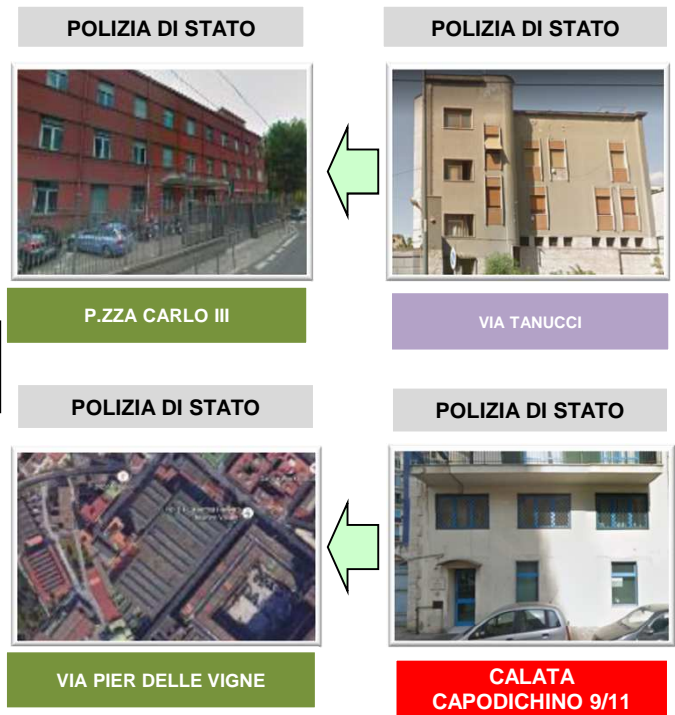 POLIZIA DI STATO
POLIZIA DI STATO
P.ZZA CARLO III
VIA TANUCCI
POLIZIA DI STATO
POLIZIA DI STATO
VIA PIER DELLE VIGNE
CALATA
CAPODICHINO 9/11